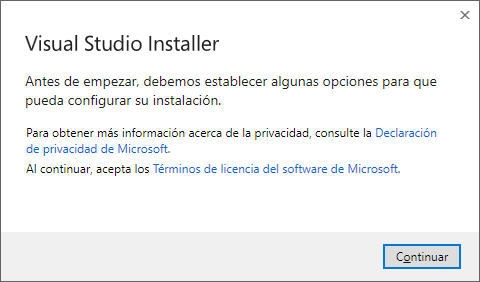 Visual Studio Installer
Antes de empezar, debemos establecer algunas opciones para que
pueda configurar su instalación.
Para obtener más información acerca de la privacidad, consulte la Declaración
de privacidad de Microsoft.
Al continuar, acepta los Términos de licencia del software de Microsoft.
Continuar